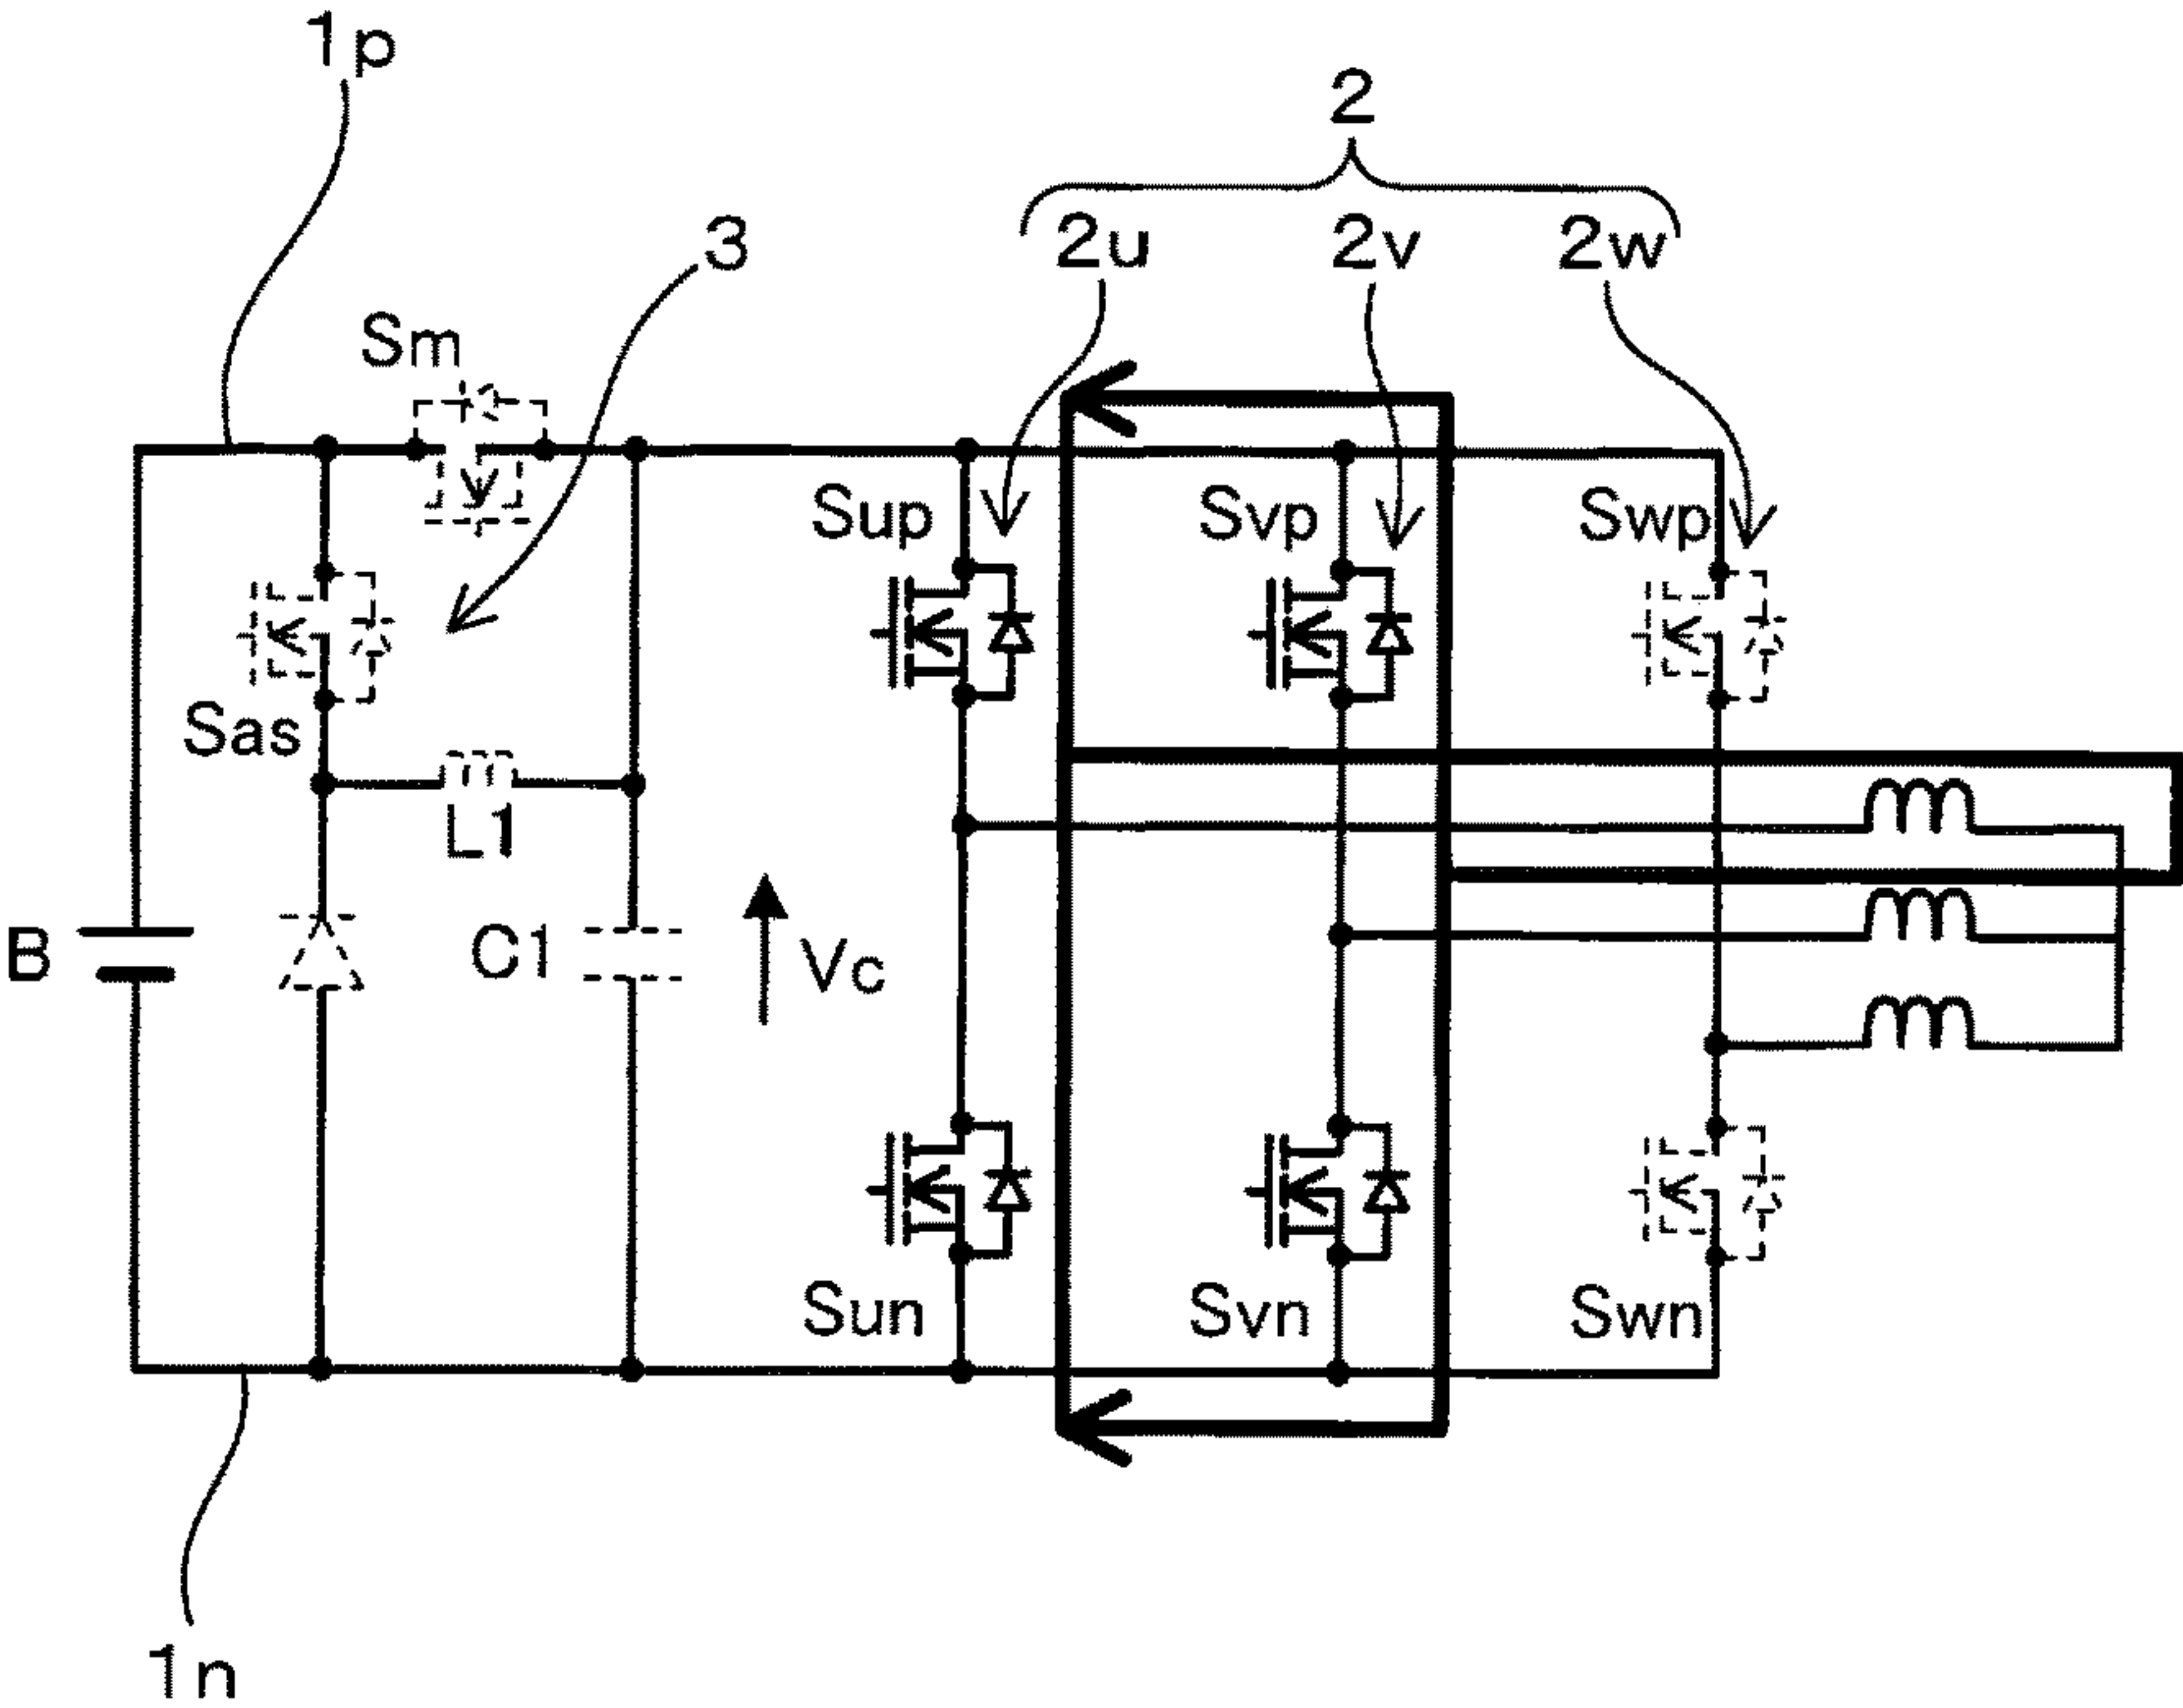 1p
2
3
2u 2v 2w
Sm
Sup Svp Swp
Sas
L1
B
C1
Vc
Sun Svn Swn
1n